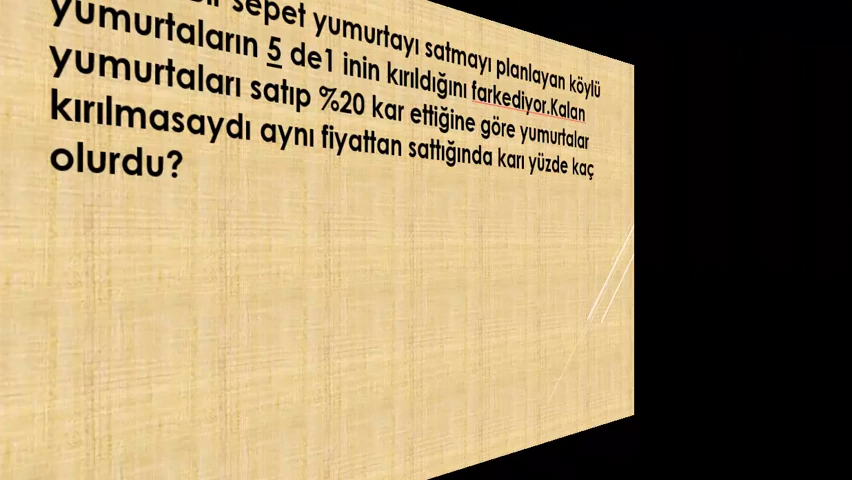 sepet yumurtayı satmayı planlayan köylü
yumurtaların 5 de1 inin kırıldığını farkediyor.Kalan
yumurtaları satıp %20 kar ettiğine göre yumurtalar
kırılmasaydı aynı fiyattan sattığında karı yüzde kaç
olurdu?